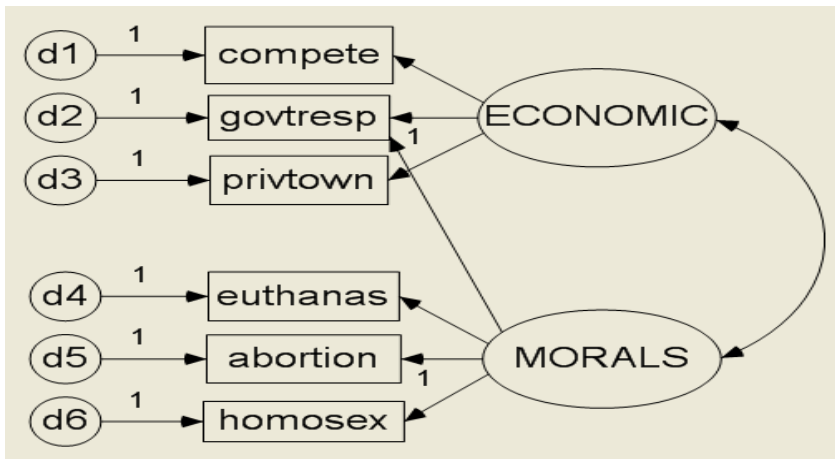 d1 1 compete
d2 1 govtresp 1 ECONOMIC
d3 1 privtown
d4 1 euthanas
d5 1 abortion 1 MORALS
d6 1 homosex